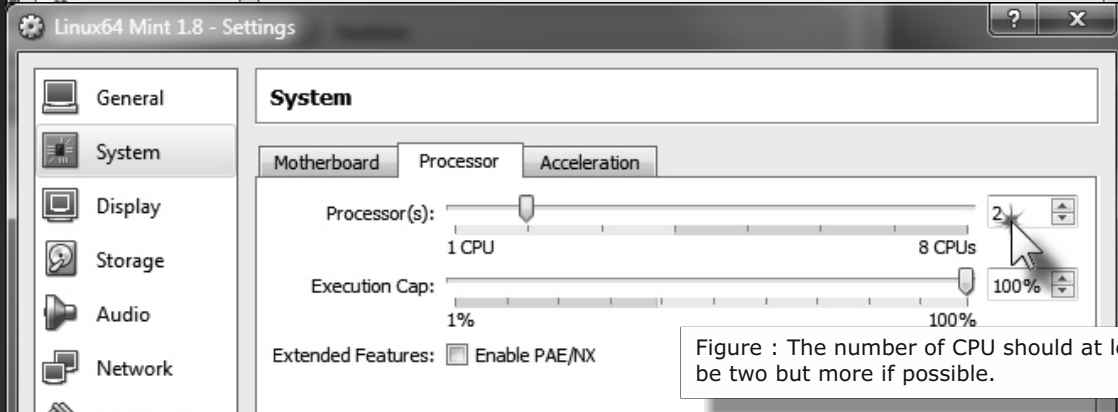 Linux64 Mint 1.8 - Settings
? X
General
System
Display
Storage
Audio
Network
System
Motherboard Processor Acceleration
Processor(s): 2
1 CPU 8 CPUs
Execution Cap: 100%
1% 100%
Extended Features: Enable PAE/NX
Figure : The number of CPU should at
be two but more if possible.